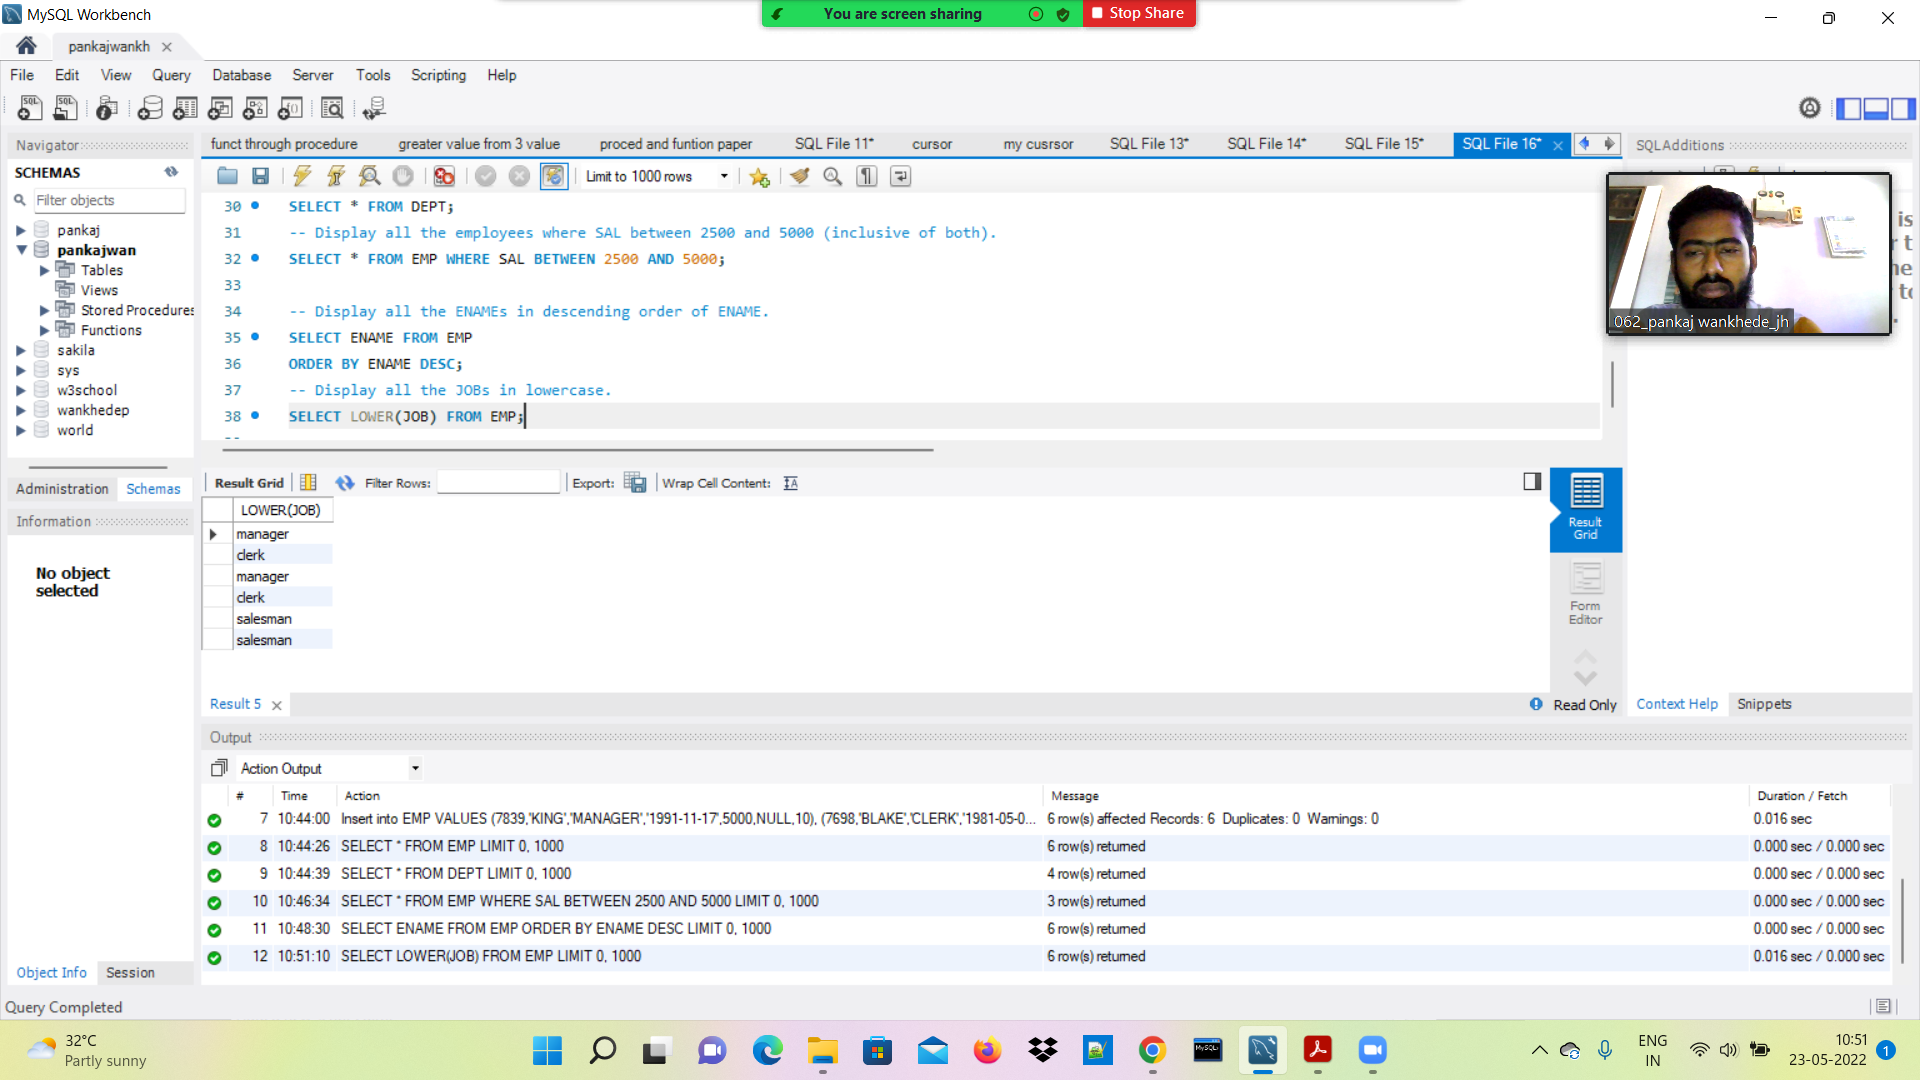 MySQL Workbench
You are screen sharing
Stop Share
pankajwankh
File Edit View Query Database Server Tools Scripting Help
Navigator
funct through procedure greater value from 3 value proced and funtion paper SQL File 11* cursor my cusrsor SQL File 13* SQL File 14* SQL File 15* SQL File 16*
SQLAdditions
SCHEMAS
Filter objects
pankaj
pankajwan
Tables
Views
Stored Procedures
Functions
sakila
sys
w3school
wankhedep
world
Administration Schemas
Information
No object
selected
Object Info Session
Limit to 1000 rows
30 SELECT * FROM DEPT;
31 -- Display all the employees where SAL between 2500 and 5000 (inclusive of both).
32 SELECT * FROM EMP WHERE SAL BETWEEN 2500 AND 5000;
33
34 -- Display all the ENAMEs in descending order of ENAME.
35 SELECT ENAME FROM EMP
36 ORDER BY ENAME DESC;
37 -- Display all the JOBs in lowercase.
38 SELECT LOWER(JOB) FROM EMP;
062_pankaj wankhede_jh
Result Grid Filter Rows: Export: Wrap Cell Content:
LOWER(JOB)
manager
clerk
manager
clerk
salesman
salesman
Result
Grid
Form
Editor
Result 5
Read Only
Context Help Snippets
Output
Action Output
# Time Action Message Duration / Fetch
7 10:44:00 Insert into EMP VALUES (7839,'KING','MANAGER','1991-11-17',5000,NULL,10), (7698,'BLAKE','CLERK','1981-05-0... 6 row(s) affected Records: 6 Duplicates: 0 Warnings: 0 0.016 sec
8 10:44:26 SELECT * FROM EMP LIMIT 0, 1000 6 row(s) returned 0.000 sec / 0.000 sec
9 10:44:39 SELECT * FROM DEPT LIMIT 0, 1000 4 row(s) returned 0.000 sec / 0.000 sec
10 10:46:34 SELECT * FROM EMP WHERE SAL BETWEEN 2500 AND 5000 LIMIT 0, 1000 3 row(s) returned 0.000 sec / 0.000 sec
11 10:48:30 SELECT ENAME FROM EMP ORDER BY ENAME DESC LIMIT 0, 1000 6 row(s) returned 0.000 sec / 0.000 sec
12 10:51:10 SELECT LOWER(JOB) FROM EMP LIMIT 0, 1000 6 row(s) returned 0.016 sec / 0.000 sec
Query Completed
32°C
Partly sunny
ENG
IN
10:51
23-05-2022
1